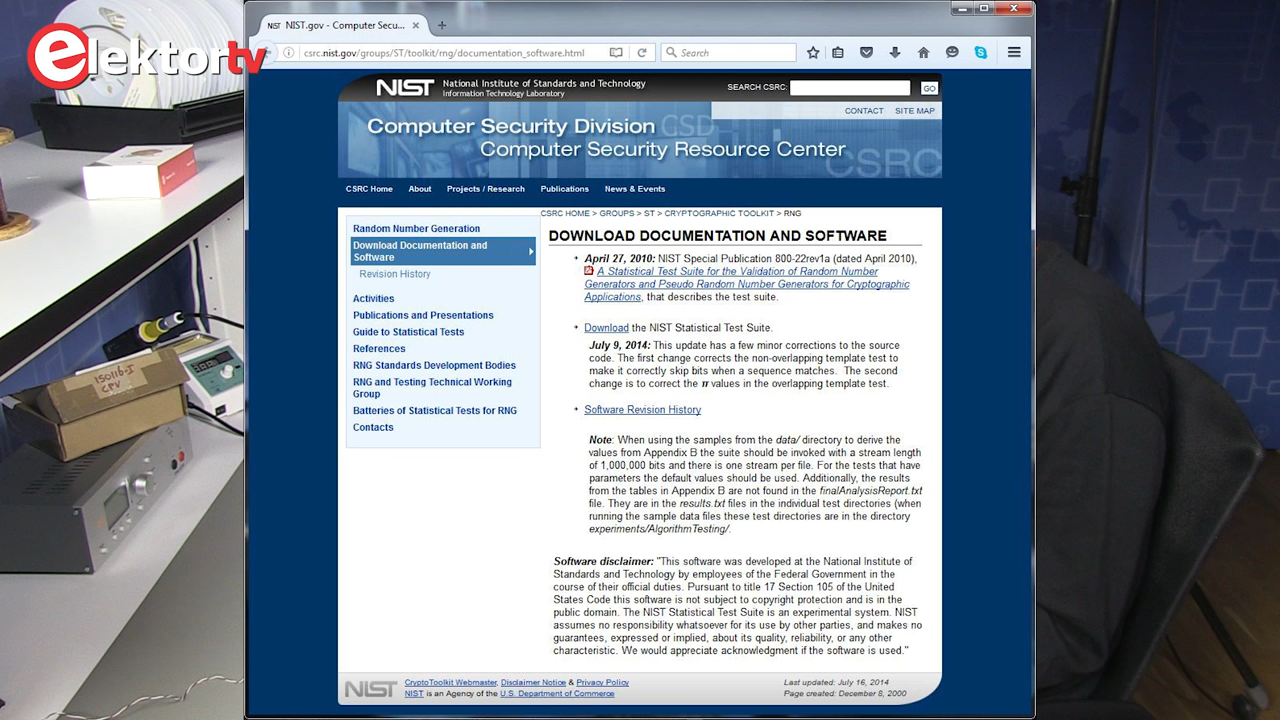 elektor tv
NIST NIST.gov - Computer Secu...
csrc.nist.gov/groups/ST/toolkit/rng/documentation_software.html
Search
NIST National Institute of Standards and Technology
Information Technology Laboratory
SEARCH CSRC:
GO
CONTACT SITE MAP
Computer Security Division CSD
Computer Security Resource Center
CSRC
CSRC Home About Projects / Research Publications News & Events
CSRC HOME > GROUPS > ST > CRYPTOGRAPHIC TOOLKIT > RNG
Random Number Generation
Download Documentation and
Software
Revision History
Activities
Publications and Presentations
Guide to Statistical Tests
References
RNG Standards Development Bodies
RNG and Testing Technical Working
Group
Batteries of Statistical Tests for RNG
Contacts
DOWNLOAD DOCUMENTATION AND SOFTWARE
April 27, 2010: NIST Special Publication 800-22rev1a (dated April 2010),
A Statistical Test Suite for the Validation of Random Number
Generators and Pseudo Random Number Generators for Cryptographic
Applications, that describes the test suite.
Download the NIST Statistical Test Suite.
July 9, 2014: This update has a few minor corrections to the source
code. The first change corrects the non-overlapping template test to
make it correctly skip bits when a sequence matches. The second
change is to correct the π values in the overlapping template test.
Software Revision History
Note: When using the samples from the data/ directory to derive the
values from Appendix B the suite should be invoked with a stream length
of 1,000,000 bits and there is one stream per file. For the tests that have
parameters the default values should be used. Additionally, the results
from the tables in Appendix B are not found in the finalAnalysisReport.txt
file. They are in the results.txt files in the individual test directories (when
running the sample data files these test directories are in the directory
experiments/AlgorithmTesting/.
Software disclaimer: "This software was developed at the National Institute of
Standards and Technology by employees of the Federal Government in the
course of their official duties. Pursuant to title 17 Section 105 of the United
States Code this software is not subject to copyright protection and is in the
public domain. The NIST Statistical Test Suite is an experimental system. NIST
assumes no responsibility whatsoever for its use by other parties, and makes no
guarantees, expressed or implied, about its quality, reliability, or any other
characteristic. We would appreciate acknowledgment if the software is used."
NIST
CryptoToolkit Webmaster, Disclaimer Notice & Privacy Policy
NIST is an Agency of the U.S. Department of Commerce
Last updated: July 16, 2014
Page created: December 8, 2000
150116-I
CPV